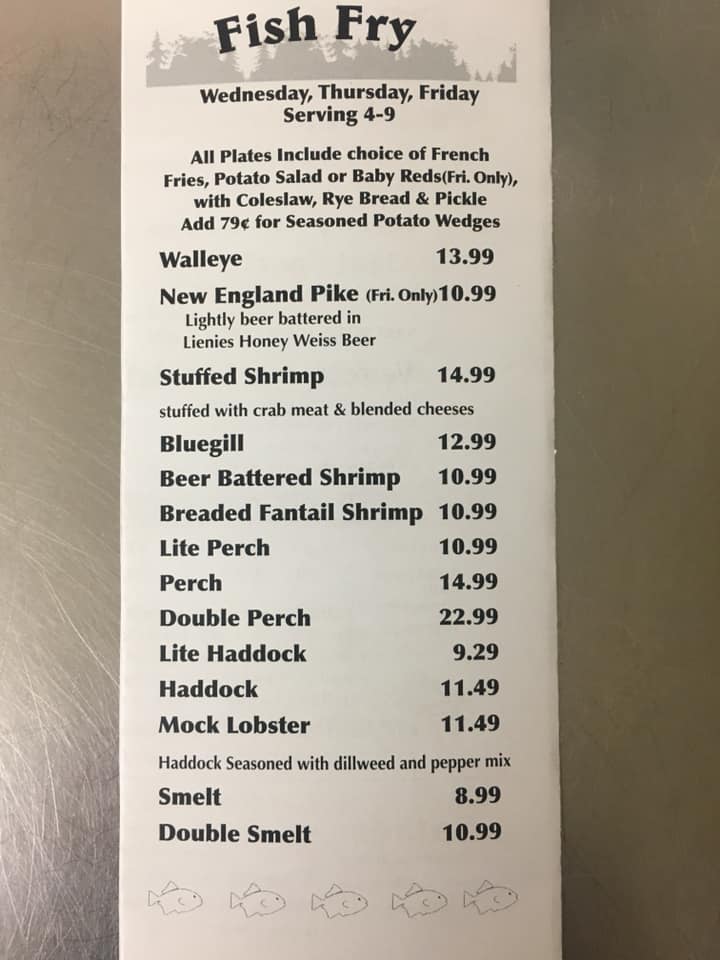 Fish Fry
Wednesday, Thursday, Friday
Serving 4-9
All Plates Include choice of French
Fries, Potato Salad or Baby Reds(Fri. Only),
with Coleslaw, Rye Bread & Pickle
Add 79¢ for Seasoned Potato Wedges
Walleye 13.99
New England Pike (Fri. Only)10.99
Lightly beer battered in
Lienies Honey Weiss Beer
Stuffed Shrimp 14.99
stuffed with crab meat & blended cheeses
Bluegill 12.99
Beer Battered Shrimp 10.99
Breaded Fantail Shrimp 10.99
Lite Perch 10.99
Perch 14.99
Double Perch 22.99
Lite Haddock 9.29
Haddock 11.49
Mock Lobster 11.49
Haddock Seasoned with dillweed and pepper mix
Smelt 8.99
Double Smelt 10.99